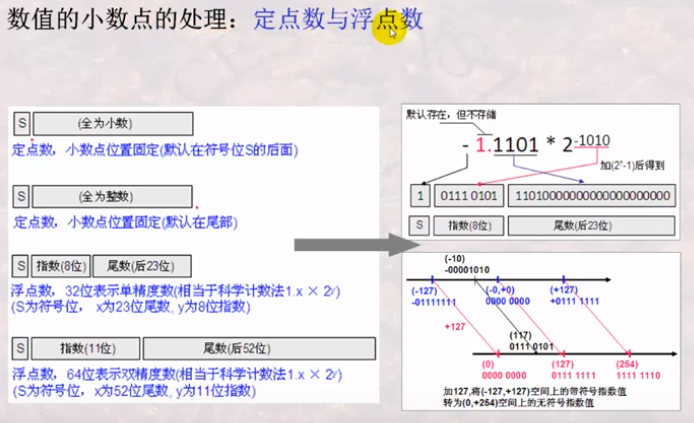 数值的小数点的处理：定点数与浮点数
S (全为小数)
定点数，小数点位置固定(默认在符号位S的后面)
S (全为整数)
定点数，小数点位置固定(默认在尾部)
S 指数(8位) 尾数(后23位)
浮点数，32位表示单精度数(相当于科学计数法1.x × 2^y)
(S为符号位， x为23位尾数, y为8位指数)
S 指数(11位) 尾数(后52位)
浮点数，64位表示双精度数(相当于科学计数法1.x × 2^y)
(S为符号位，x为52位尾数, y为11位指数)
默认存在，但不存储
- 1.1101 * 2^-1010
加(2^7-1)后得到
1 0111 0101 11010000000000000000000
S 指数(8位) 尾数(后23位)
(-10)
-00001010
(-127) (-0,+0) (+127)
-01111111 0000 0000 +0111 1111
+127
(117)
0111 0101
(0) (127) (254)
0000 0000 0111 1111 1111 1110
加127,将(-127,+127)空间上的带符号指数值
转为(0,+254)空间上的无符号指数值